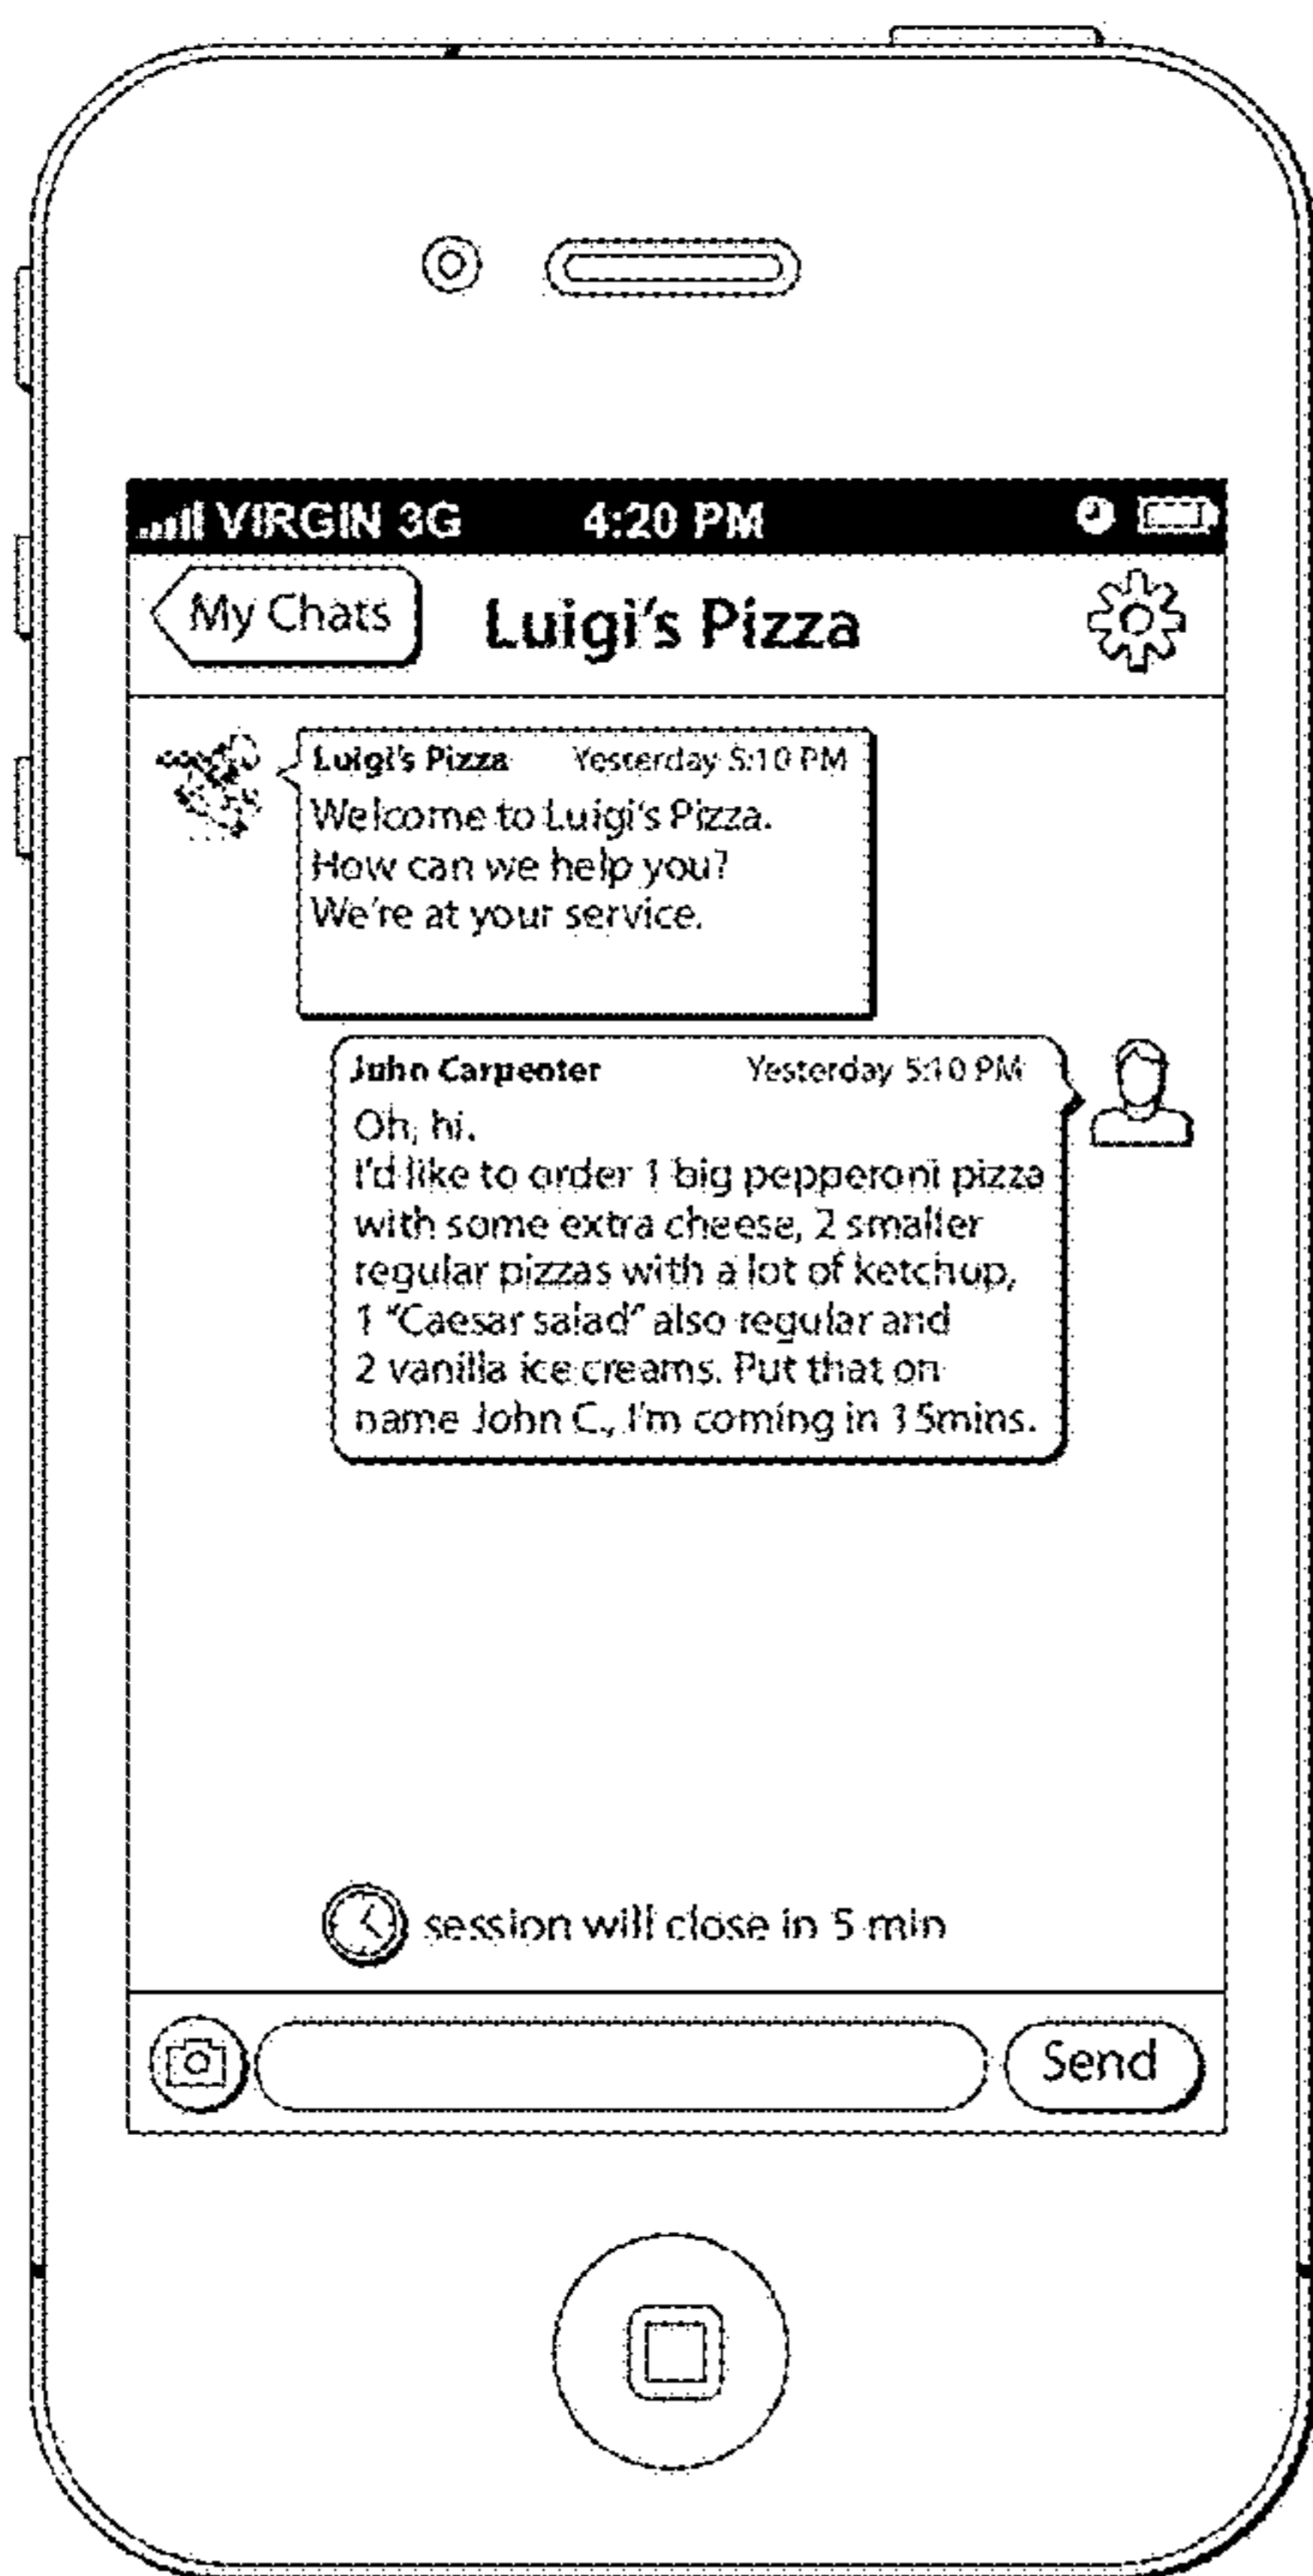 VIRGIN 3G 4:20 PM
My Chats Luigi's Pizza
Luigi's Pizza Yesterday 5:10 PM
Welcome to Luigi's Pizza.
How can we help you?
We're at your service.
John Carpenter Yesterday 5:10 PM
Oh, hi.
I'd like to order 1 big pepperoni pizza
with some extra cheese, 2 smaller
regular pizzas with a lot of ketchup,
1 "Caesar salad" also regular and
2 vanilla ice creams. Put that on
name John C., I'm coming in 15mins.
session will close in 5 min
Send